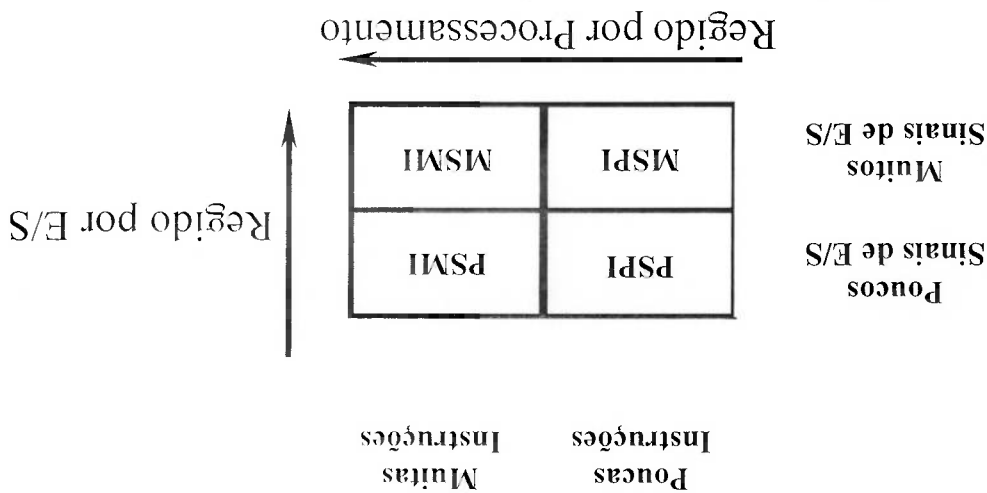 Poucas
Instruções
Muitas
Instruções
Poucos
Sinais de E/S
PSPI
PSMI
Muitos
Sinais de E/S
MSPI
MSMI
Regido por E/S
Regido por Processamento